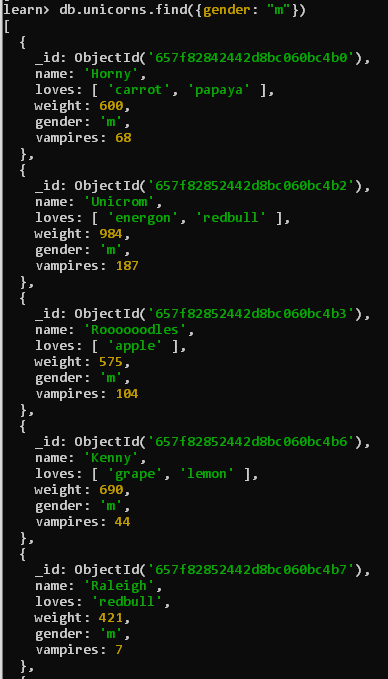 learn> db.unicorns.find({gender: "m"})
[
  {
    _id: ObjectId('657f82842442d8bc060bc4b0'),
    name: 'Horny',
    loves: [ 'carrot', 'papaya' ],
    weight: 600,
    gender: 'm',
    vampires: 68
  },
  {
    _id: ObjectId('657f82852442d8bc060bc4b2'),
    name: 'Unicrom',
    loves: [ 'energon', 'redbull' ],
    weight: 984,
    gender: 'm',
    vampires: 187
  },
  {
    _id: ObjectId('657f82852442d8bc060bc4b3'),
    name: 'Roooooodles',
    loves: [ 'apple' ],
    weight: 575,
    gender: 'm',
    vampires: 104
  },
  {
    _id: ObjectId('657f82852442d8bc060bc4b6'),
    name: 'Kenny',
    loves: [ 'grape', 'lemon' ],
    weight: 690,
    gender: 'm',
    vampires: 44
  },
  {
    _id: ObjectId('657f82852442d8bc060bc4b7'),
    name: 'Raleigh',
    loves: 'redbull',
    weight: 421,
    gender: 'm',
    vampires: 7
  },